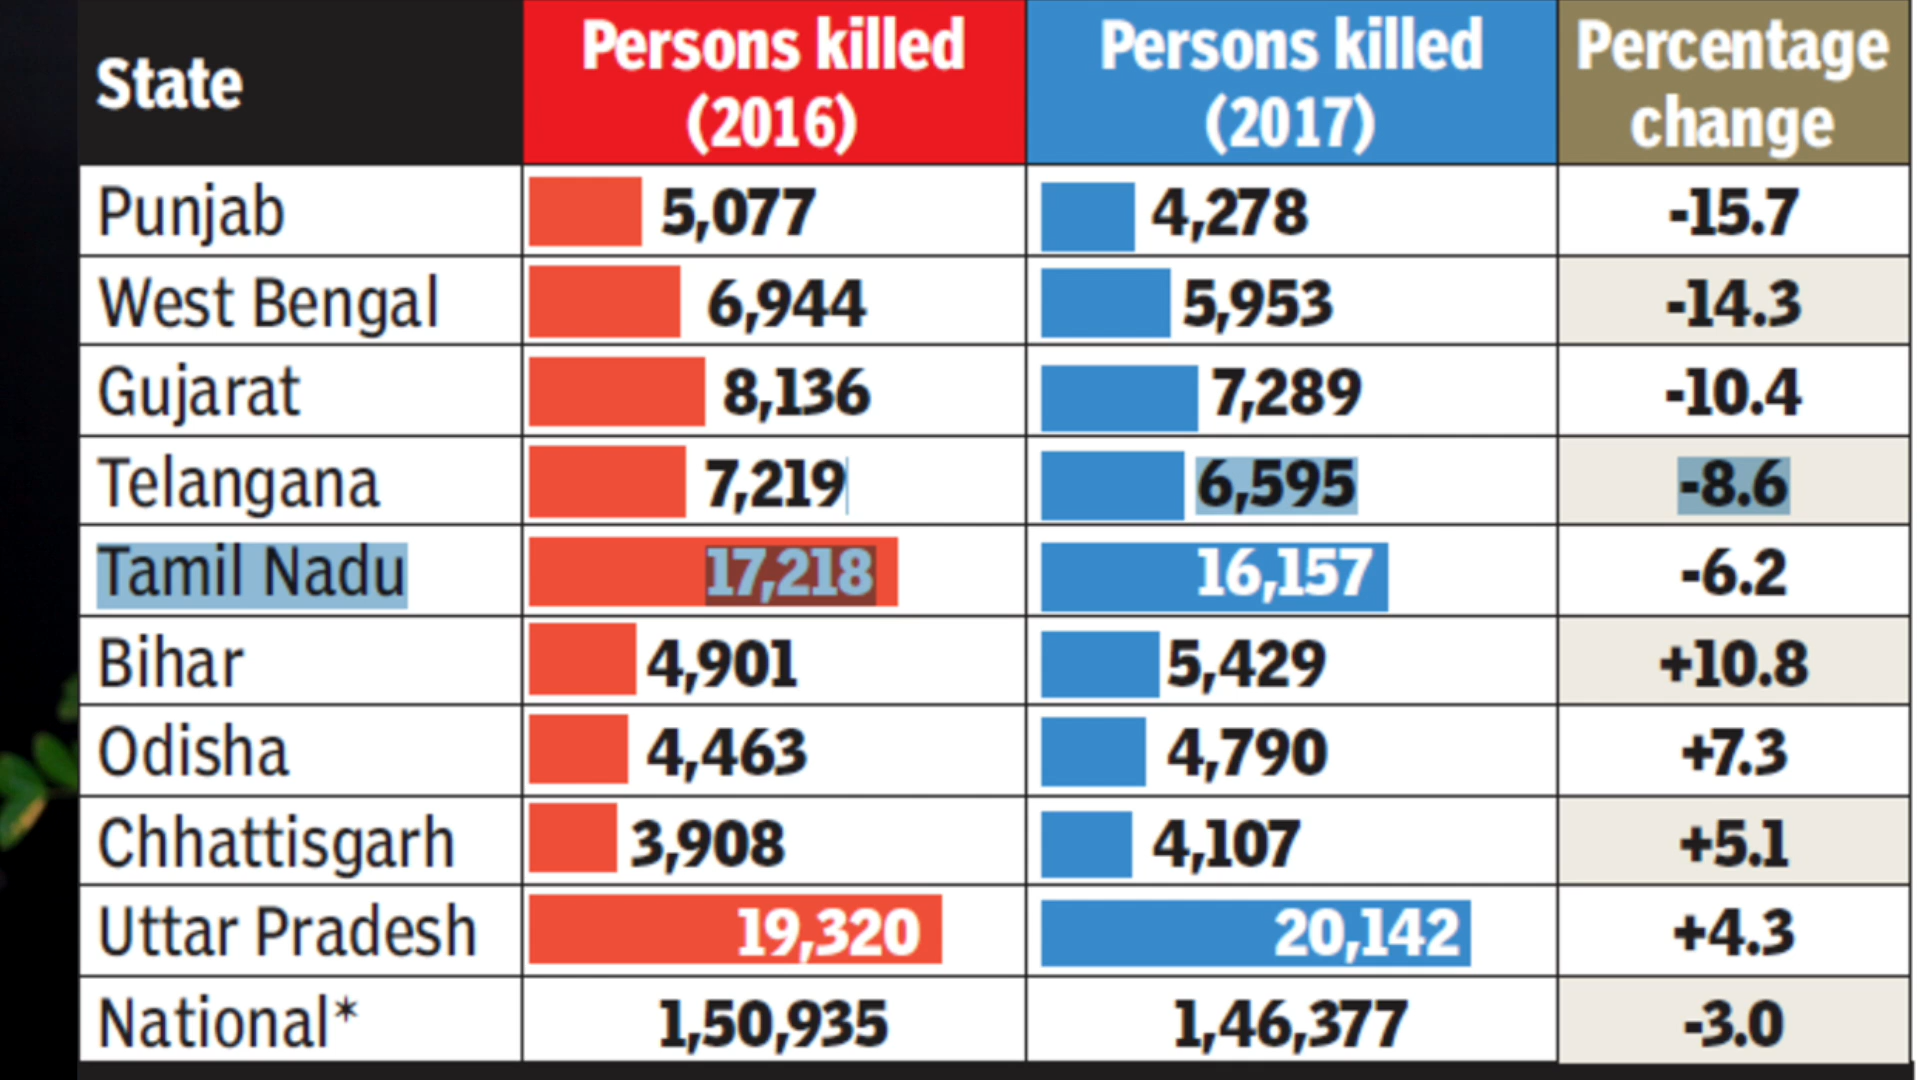 State Persons killed (2016) Persons killed (2017) Percentage change
Punjab 5,077 4,278 -15.7
West Bengal 6,944 5,953 -14.3
Gujarat 8,136 7,289 -10.4
Telangana 7,219 6,595 -8.6
Tamil Nadu 17,218 16,157 -6.2
Bihar 4,901 5,429 +10.8
Odisha 4,463 4,790 +7.3
Chhattisgarh 3,908 4,107 +5.1
Uttar Pradesh 19,320 20,142 +4.3
National* 1,50,935 1,46,377 -3.0